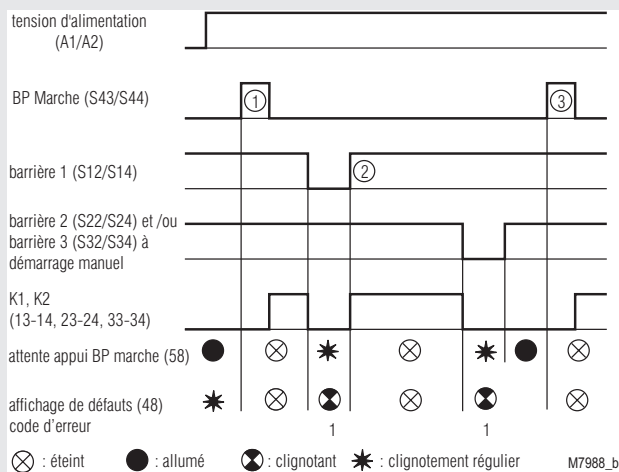 tension d'alimentation
(A1/A2)
BP Marche (S43/S44)
1
3
barrière 1 (S12/S14)
2
barrière 2 (S22/S24) et /ou
barrière 3 (S32/S34) à
démarrage manuel
K1, K2
(13-14, 23-24, 33-34)
attente appui BP marche (58)
affichage de défauts (48)
code d'erreur
1
1
: éteint
: allumé
: clignotant
: clignotement régulier
M7988_b